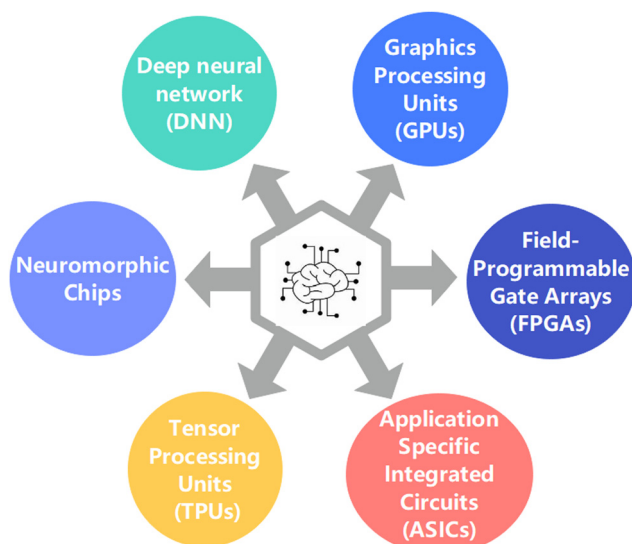 Deep neural
network
(DNN)
Graphics
Processing
Units
(GPUs)
Neuromorphic
Chips
Field-
Programmable
Gate Arrays
(FPGAs)
Tensor
Processing
Units
(TPUs)
Application
Specific
Integrated
Circuits
(ASICs)